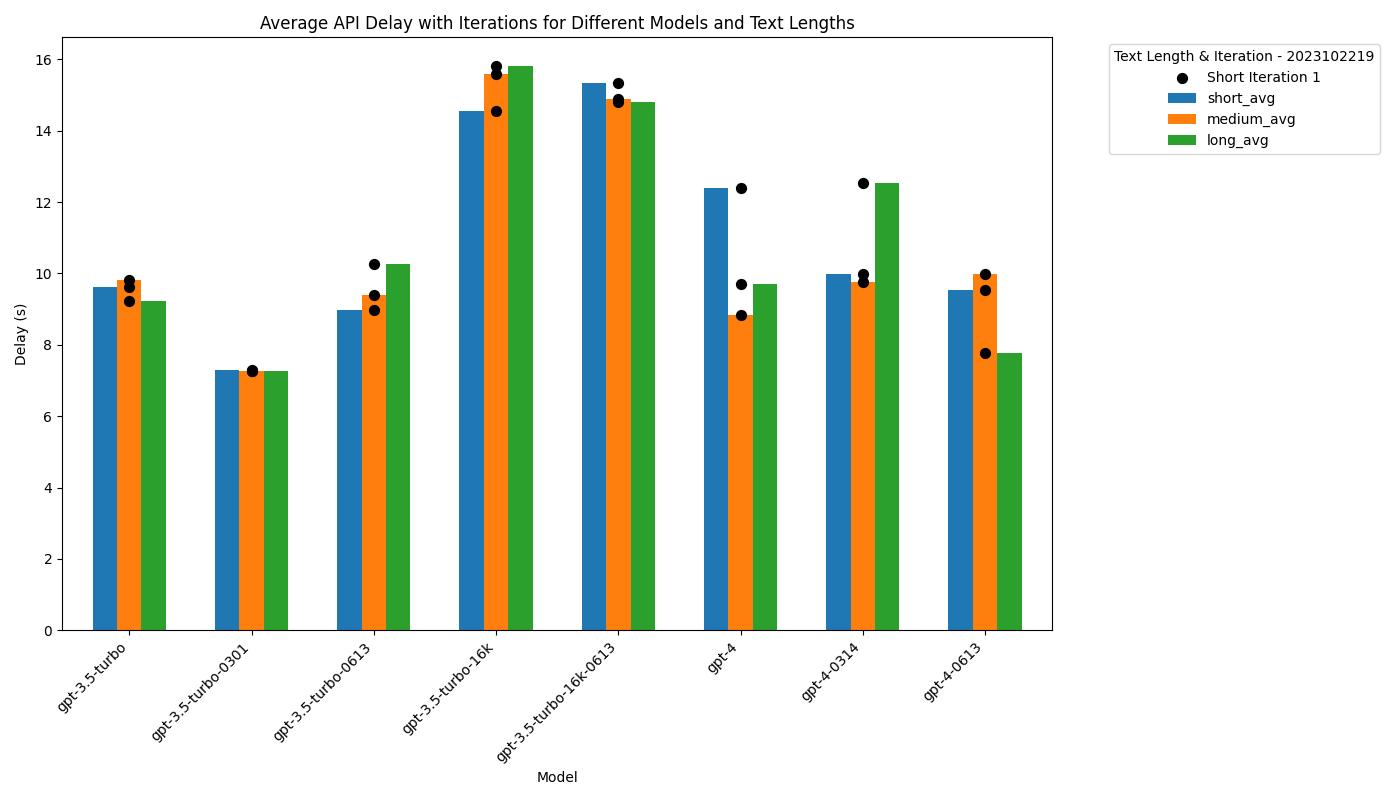 Average API Delay with Iterations for Different Models and Text Lengths
Text Length & Iteration - 2023102219
Short Iteration 1
short_avg
medium_avg
long_avg
Delay (s)
16
14
12
10
8
6
4
2
0
gpt-3.5-turbo
gpt-3.5-turbo-0301
gpt-3.5-turbo-0613
gpt-3.5-turbo-16k
gpt-3.5-turbo-16k-0613
gpt-4
gpt-4-0314
gpt-4-0613
Model